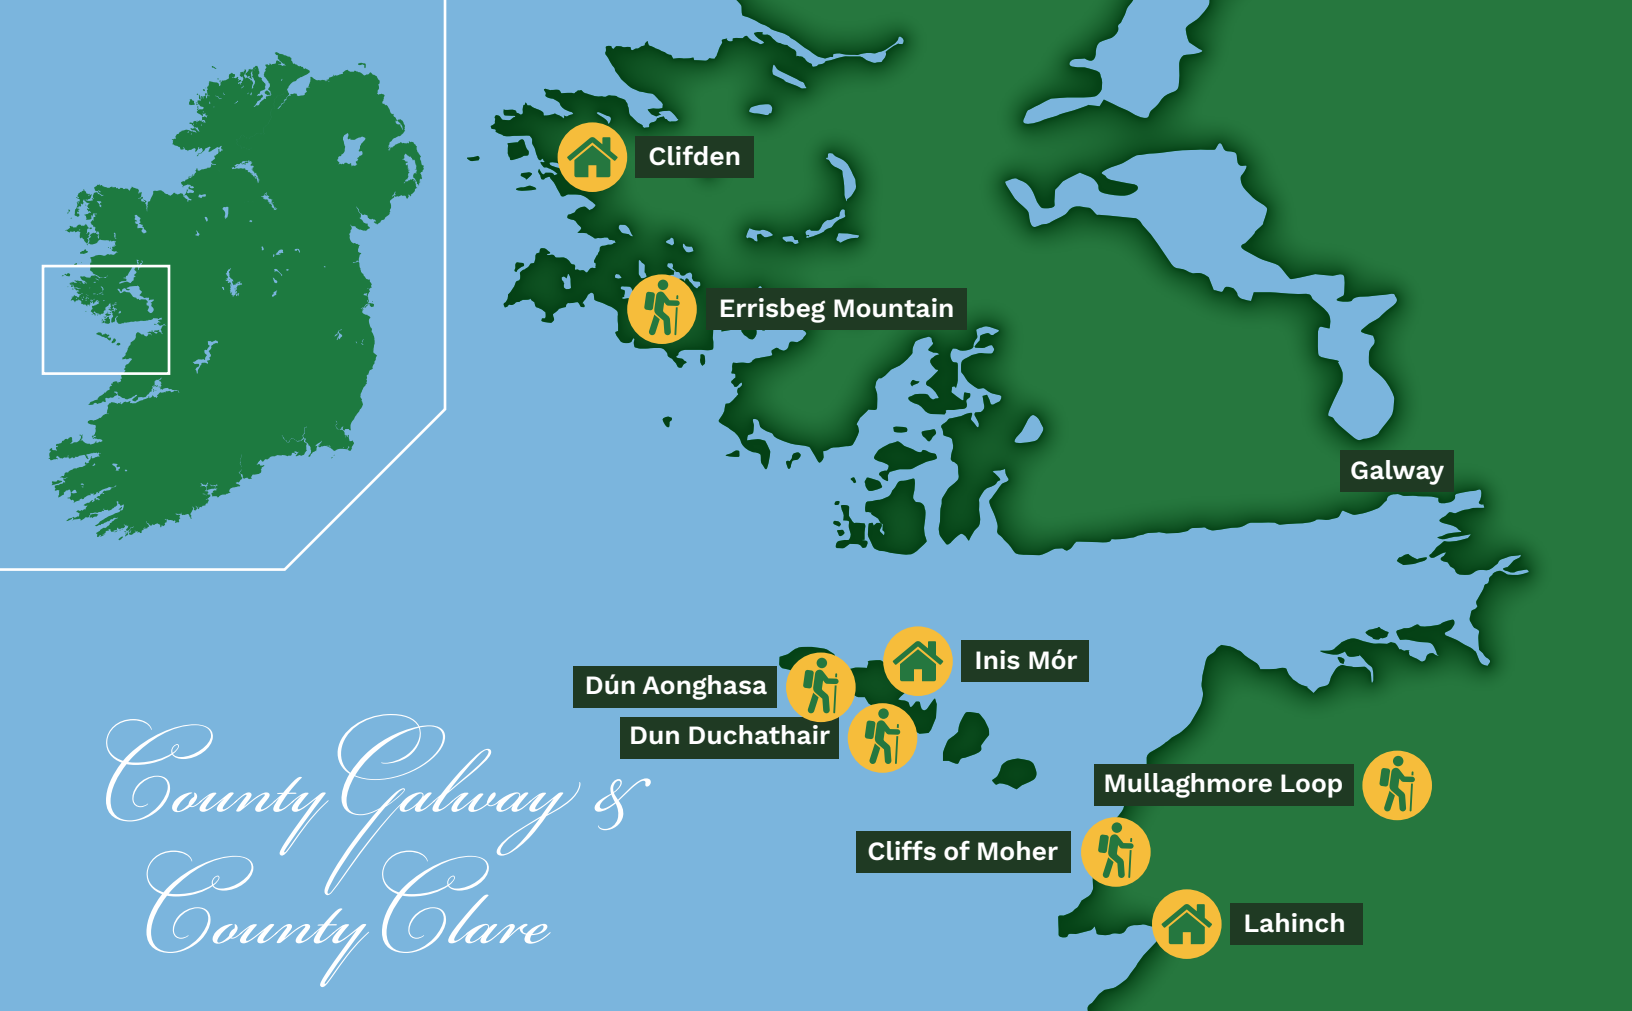 Clifden
Errisbeg Mountain
Galway
Inis Mór
Dún Aonghasa
Dun Duchathair
County Galway &
County Clare
Mullaghmore Loop
Cliffs of Moher
Lahinch